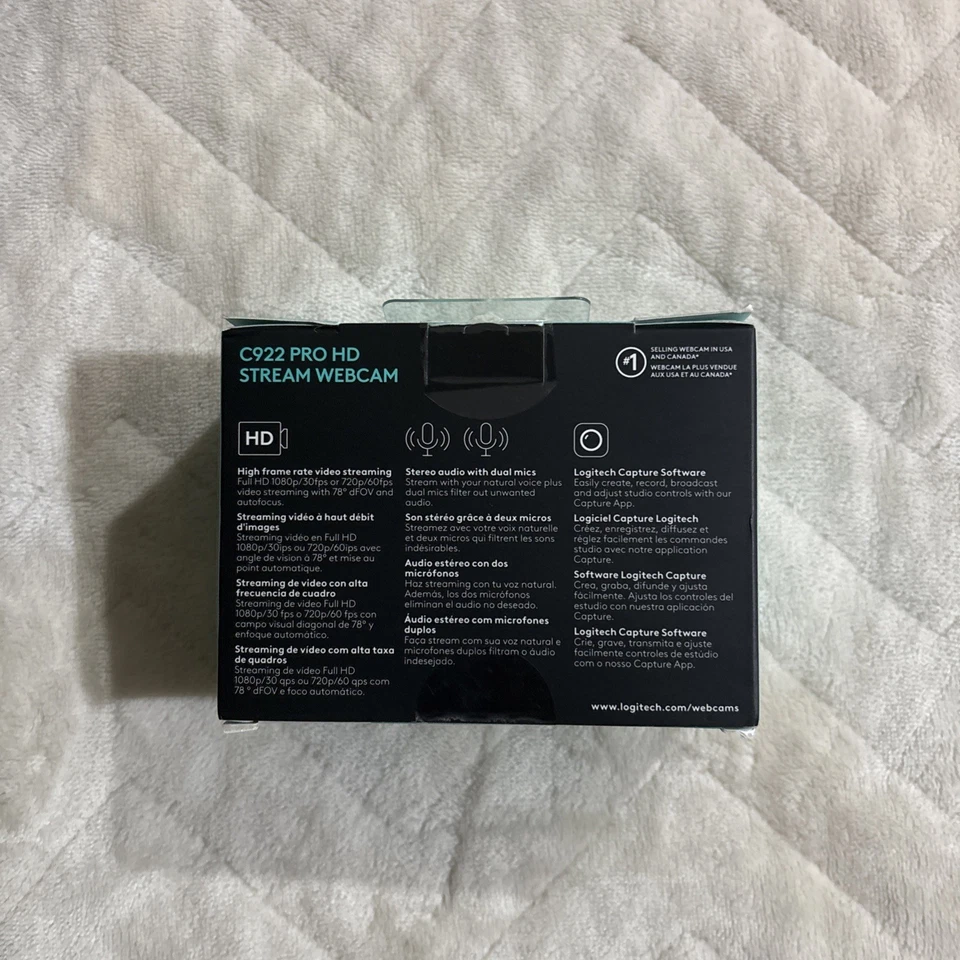 C922 PRO HD
STREAM WEBCAM
#1
SELLING WEBCAM IN USA
AND CANADA*
WEBCAM LA PLUS VENDUE
AUX USA ET AU CANADA*
HD
High frame rate video streaming
Full HD 1080p/30fps or 720p/60fps
video streaming with 78° dFOV and
autofocus.
Streaming vidéo à haut débit
d'images
Streaming vidéo en Full HD
1080p/30ips ou 720p/60ips avec
angle de vision à 78° et mise au
point automatique.
Streaming de video con alta
frecuencia de cuadro
Streaming de video Full HD
1080p/30 fps o 720p/60 fps con
campo visual diagonal de 78° y
enfoque automático.
Streaming de vídeo com alta taxa
de quadros
Streaming de vídeo Full HD
1080p/30 qps ou 720p/60 qps com
78 ° dFOV e foco automático.
Stereo audio with dual mics
Stream with your natural voice plus
dual mics filter out unwanted
audio.
Son stéréo grâce à deux micros
Streamez avec votre voix naturelle
et deux micros qui filtrent les sons
indésirables.
Audio estéreo con dos
micrófonos
Haz streaming con tu voz natural.
Además, los dos micrófonos
eliminan el audio no deseado.
Áudio estéreo com microfones
duplos
Faça stream com sua voz natural e
microfones duplos filtram o áudio
indesejado.
Logitech Capture Software
Easily create, record, broadcast
and adjust studio controls with our
Capture App.
Logiciel Capture Logitech
Créez, enregistrez, diffusez et
réglez facilement les commandes
studio avec notre application
Capture.
Software Logitech Capture
Crea, graba, difunde y ajusta
fácilmente. Ajusta los controles del
estudio con nuestra aplicación
Capture.
Logitech Capture Software
Crie, grave, transmita e ajuste
facilmente controles de estúdio
com o nosso Capture App.
www.logitech.com/webcams